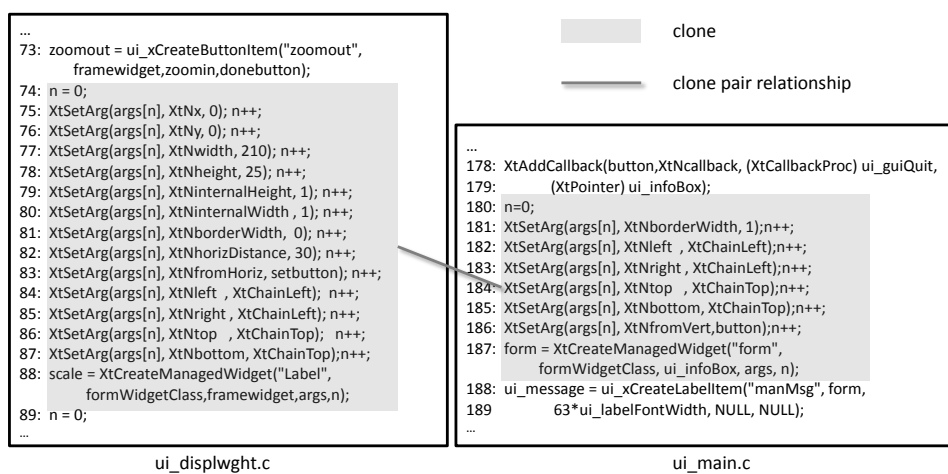 ...
73: zoomout = ui_xCreateButtonItem("zoomout",
framewidget,zoomin,donebutton);
74: n = 0;
75: XtSetArg(args[n], XtNx, 0); n++;
76: XtSetArg(args[n], XtNy, 0); n++;
77: XtSetArg(args[n], XtNwidth, 210); n++;
78: XtSetArg(args[n], XtNheight, 25); n++;
79: XtSetArg(args[n], XtNinternalHeight, 1); n++;
80: XtSetArg(args[n], XtNinternalWidth , 1); n++;
81: XtSetArg(args[n], XtNborderWidth, 0); n++;
82: XtSetArg(args[n], XtNhorizDistance, 30); n++;
83: XtSetArg(args[n], XtNfromHoriz, setbutton); n++;
84: XtSetArg(args[n], XtNleft , XtChainLeft); n++;
85: XtSetArg(args[n], XtNright , XtChainLeft); n++;
86: XtSetArg(args[n], XtNtop , XtChainTop); n++;
87: XtSetArg(args[n], XtNbottom, XtChainTop);n++;
88: scale = XtCreateManagedWidget("Label",
formWidgetClass,framewidget,args,n);
89: n = 0;
...
ui_displwght.c
clone
clone pair relationship
...
178: XtAddCallback(button,XtNcallback, (XtCallbackProc) ui_guiQuit,
179: (XtPointer) ui_infoBox);
180: n=0;
181: XtSetArg(args[n], XtNborderWidth, 1);n++;
182: XtSetArg(args[n], XtNleft , XtChainLeft);n++;
183: XtSetArg(args[n], XtNright , XtChainLeft);n++;
184: XtSetArg(args[n], XtNtop , XtChainTop);n++;
185: XtSetArg(args[n], XtNbottom, XtChainTop);n++;
186: XtSetArg(args[n], XtNfromVert,button);n++;
187: form = XtCreateManagedWidget("form",
formWidgetClass, ui_infoBox, args, n);
188: ui_message = ui_xCreateLabelItem("manMsg", form,
189 63*ui_labelFontWidth, NULL, NULL);
...
ui_main.c